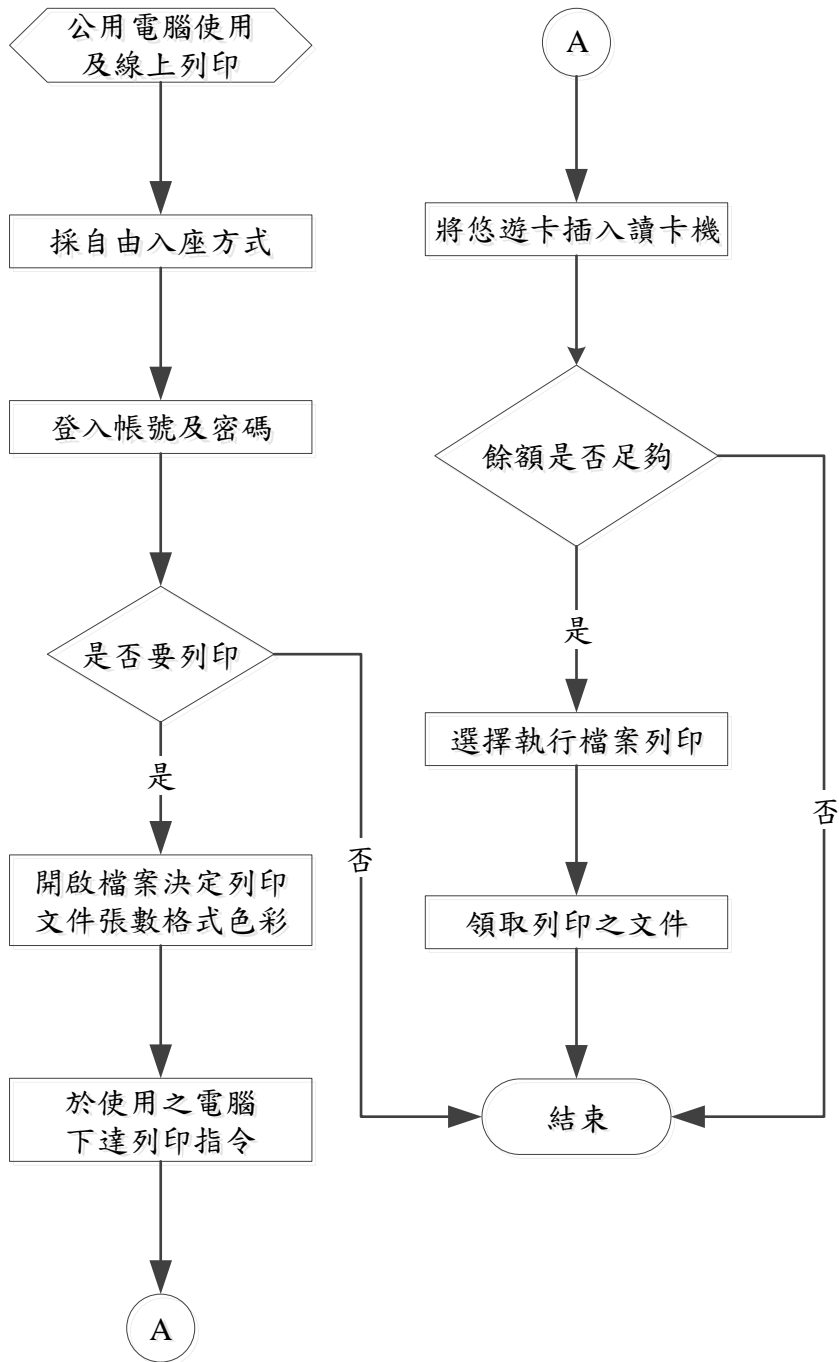 公用電腦使用
及線上列印
採自由入座方式
登入帳號及密碼
是否要列印
是
否
開啟檔案決定列印
文件張數格式色彩
於使用之電腦
下達列印指令
A
A
將悠遊卡插入讀卡機
餘額是否足夠
是
否
選擇執行檔案列印
領取列印之文件
結束